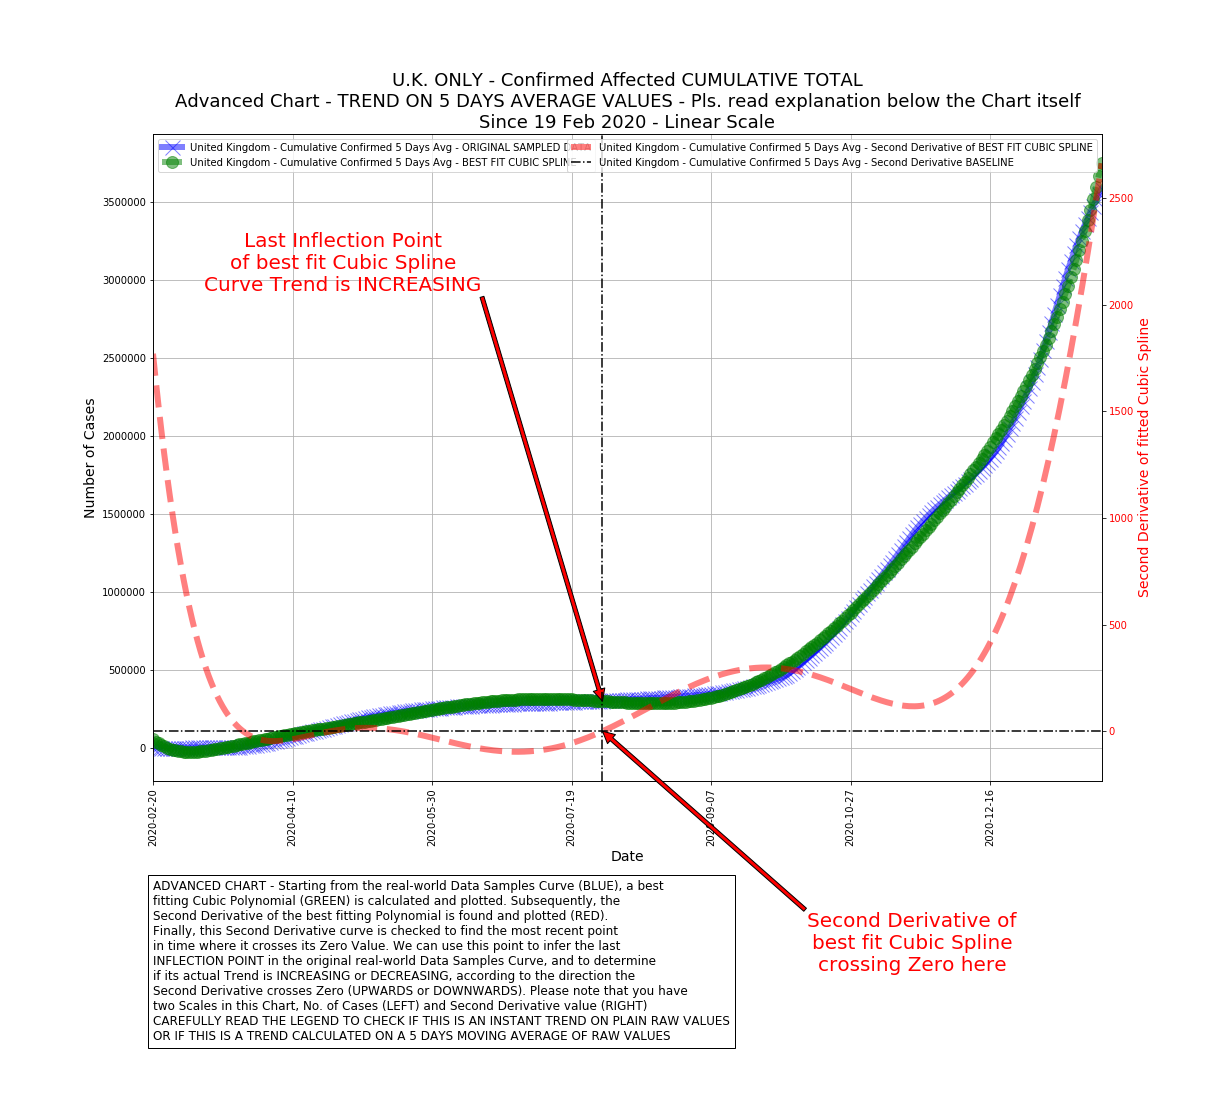 U.K. ONLY - Confirmed Affected CUMULATIVE TOTAL
Advanced Chart - TREND ON 5 DAYS AVERAGE VALUES - Pls. read explanation below the Chart itself
Since 19 Feb 2020 - Linear Scale
United Kingdom - Cumulative Confirmed 5 Days Avg - ORIGINAL SAMPLED
United Kingdom - Cumulative Confirmed 5 Days Avg - BEST FIT CUBIC SPLINE
United Kingdom - Cumulative Confirmed 5 Days Avg - Second Derivative of BEST FIT CUBIC SPLINE
United Kingdom - Cumulative Confirmed 5 Days Avg - Second Derivative BASELINE
Last Inflection Point
of best fit Cubic Spline
Curve Trend is INCREASING
Number of Cases
3500000
3000000
2500000
2000000
1500000
1000000
500000
0
2500
2000
1500
1000
500
0
Second Derivative of fitted Cubic Spline
2020-02-20
2020-04-10
2020-05-30
2020-07-19
2020-09-07
2020-10-27
2020-12-16
Date
Second Derivative of
best fit Cubic Spline
crossing Zero here
ADVANCED CHART - Starting from the real-world Data Samples Curve (BLUE), a best
fitting Cubic Polynomial (GREEN) is calculated and plotted. Subsequently, the
Second Derivative of the best fitting Polynomial is found and plotted (RED).
Finally, this Second Derivative curve is checked to find the most recent point
in time where it crosses its Zero Value. We can use this point to infer the last
INFLECTION POINT in the original real-world Data Samples Curve, and to determine
if its actual Trend is INCREASING or DECREASING, according to the direction the
Second Derivative crosses Zero (UPWARDS or DOWNWARDS). Please note that you have
two Scales in this Chart, No. of Cases (LEFT) and Second Derivative value (RIGHT)
CAREFULLY READ THE LEGEND TO CHECK IF THIS IS AN INSTANT TREND ON PLAIN RAW VALUES
OR IF THIS IS A TREND CALCULATED ON A 5 DAYS MOVING AVERAGE OF RAW VALUES